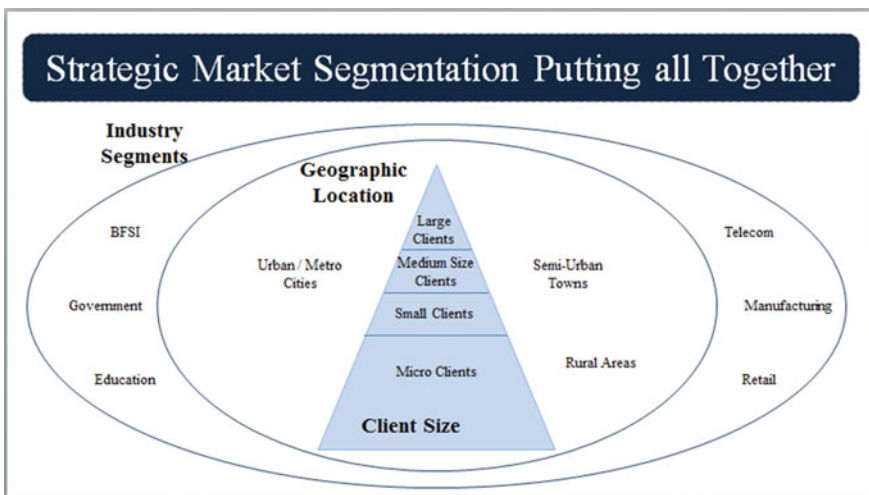 Strategic Market Segmentation Putting all Together
Industry
Segments
Geographic
Location
BFSI
Government
Education
Urban / Metro
Cities
Large
Clients
Medium Size
Clients
Small Clients
Micro Clients
Client Size
Semi-Urban
Towns
Rural Areas
Telecom
Manufacturing
Retail